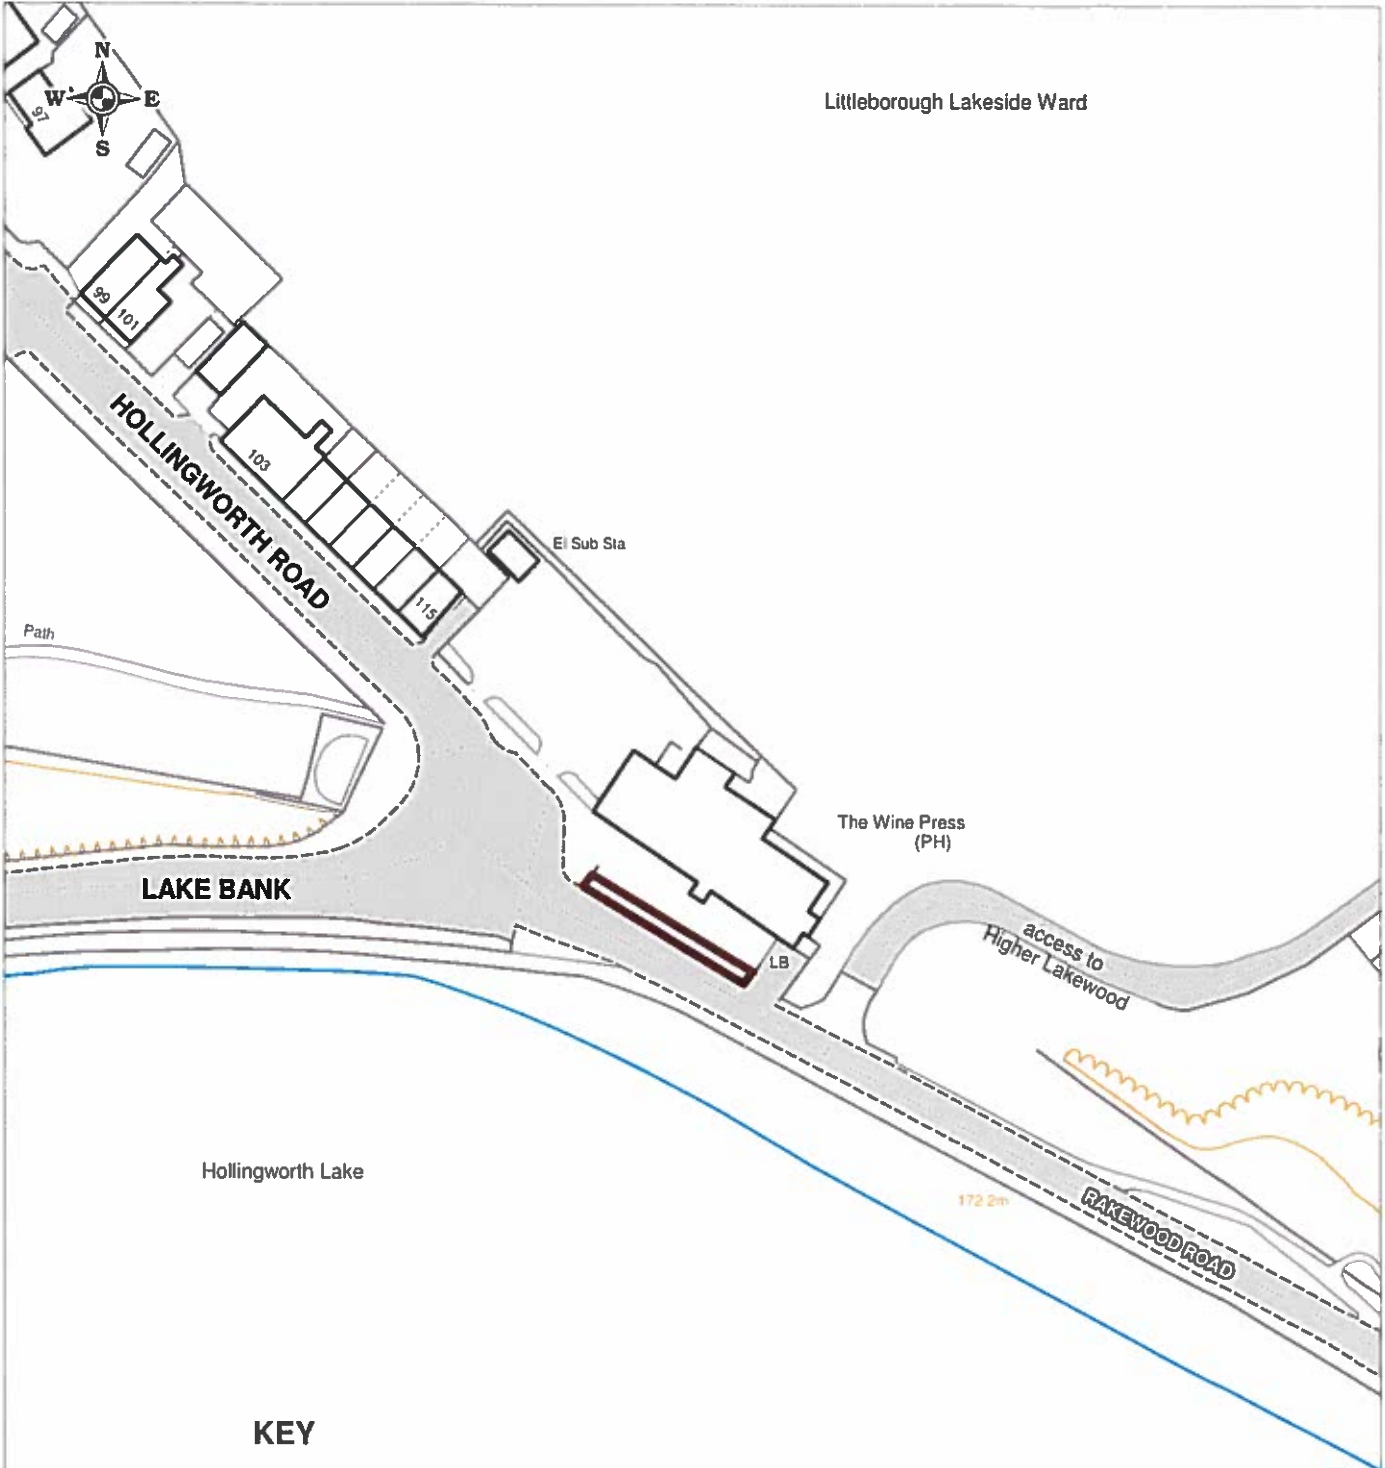 N
W E
S
Littleborough Lakeside Ward
97
99
101
HOLLINGWORTH ROAD
103
El Sub Sta
115
Path
The Wine Press
(PH)
LAKE BANK
access to
Higher Lakewood
LB
Hollingworth Lake
172.2m
RAKEWOOD ROAD
KEY